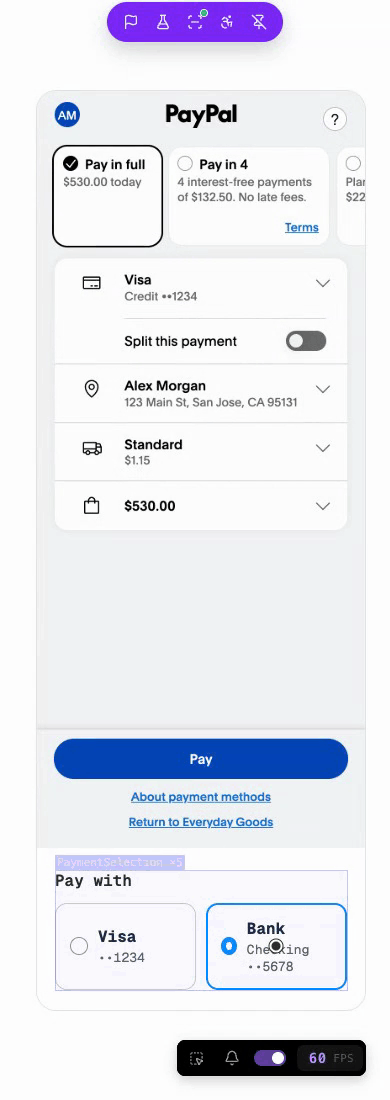 AM
PayPal
?
Pay in full
$530.00 today
Pay in 4
4 interest-free payments
of $132.50. No late fees.
Terms
Plan
$22
Visa
Credit ••1234
Split this payment
Alex Morgan
123 Main St, San Jose, CA 95131
Standard
$1.15
$530.00
Pay
About payment methods
Return to Everyday Goods
PaymentSelection ×5
Pay with
Visa
••1234
Bank
Checking
••5678
60 FPS